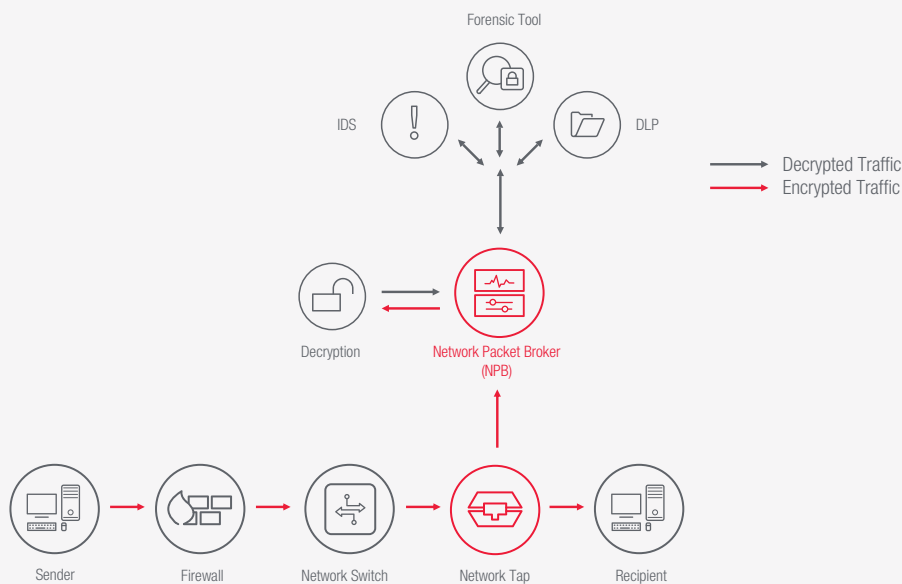 Forensic Tool
IDS
DLP
Decrypted Traffic
Encrypted Traffic
Decryption
Network Packet Broker
(NPB)
Sender
Firewall
Network Switch
Network Tap
Recipient